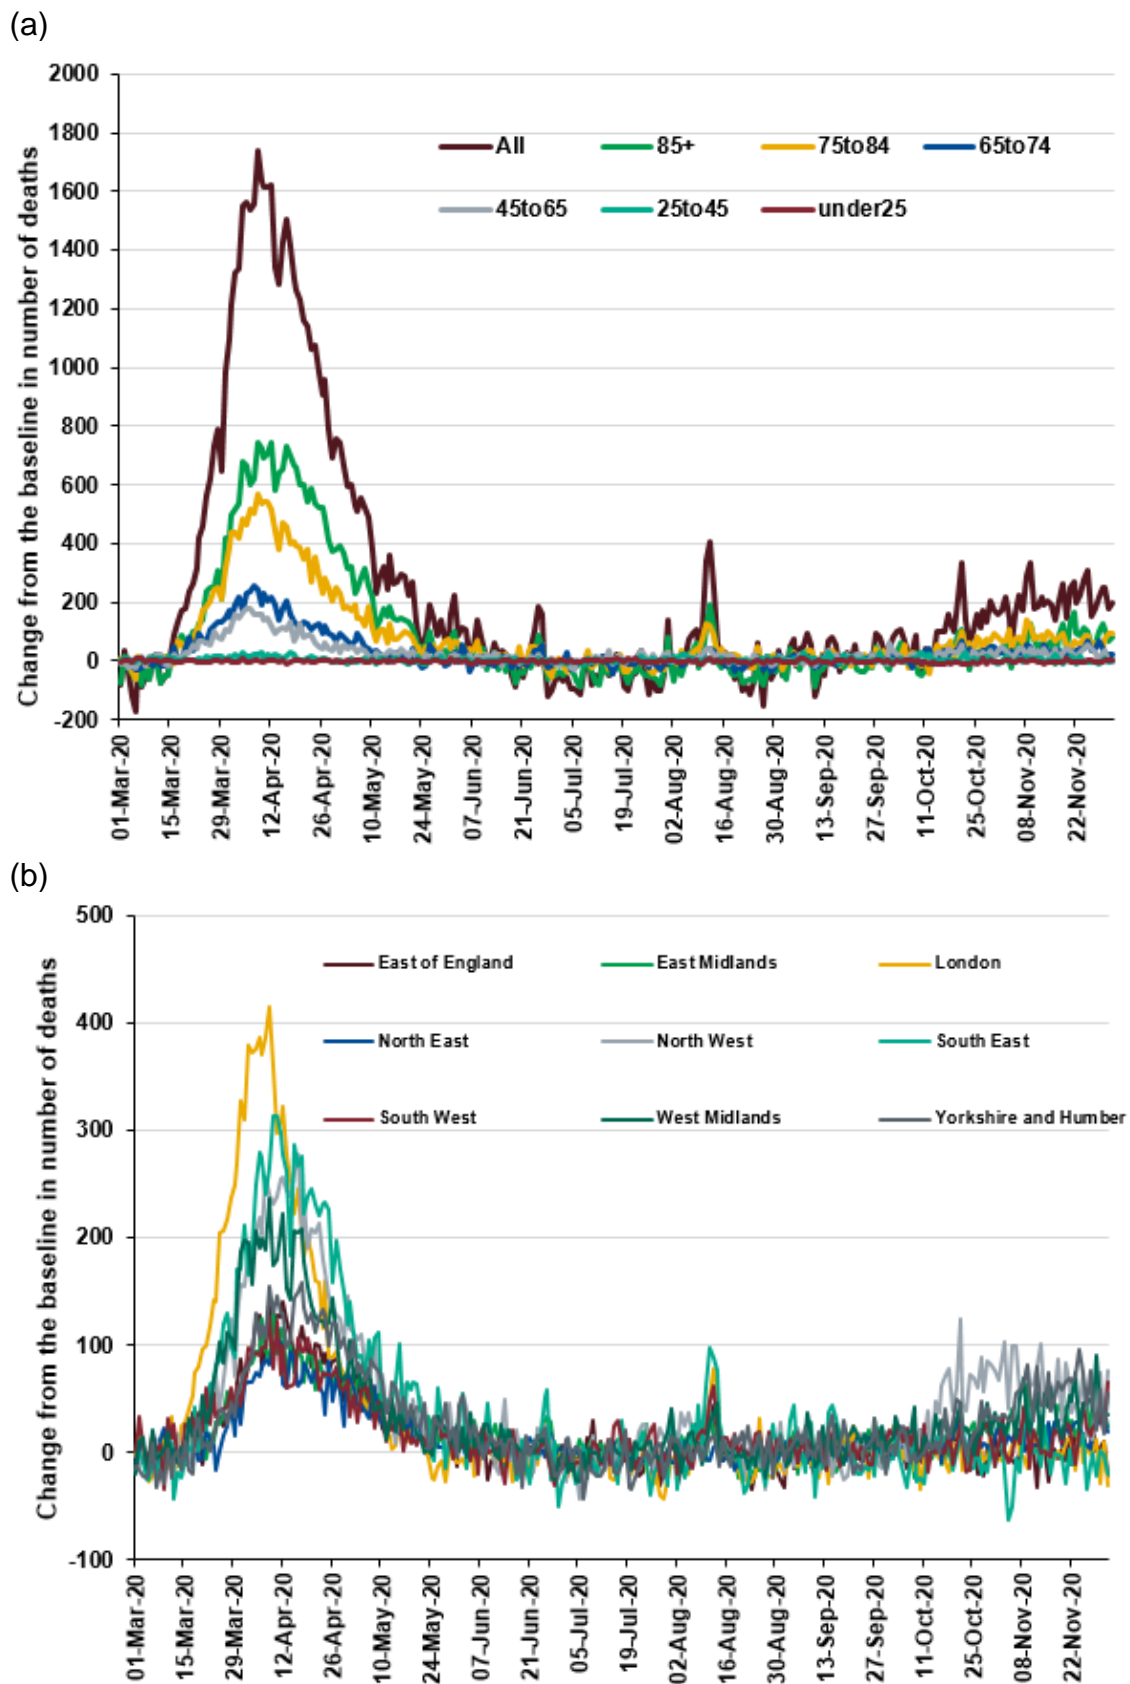 (a)
Change from the baseline in number of deaths
2000
1800
1600
1400
1200
1000
800
600
400
200
0
-200
All 85+ 75to84 65to74
45to65 25to45 under25
01-Mar-20 15-Mar-20 29-Mar-20 12-Apr-20 26-Apr-20 10-May-20 24-May-20 07-Jun-20 21-Jun-20 05-Jul-20 19-Jul-20 02-Aug-20 16-Aug-20 30-Aug-20 13-Sep-20 27-Sep-20 11-Oct-20 25-Oct-20 08-Nov-20 22-Nov-20
(b)
Change from the baseline in number of deaths
500
400
300
200
100
0
-100
East of England East Midlands London
North East North West South East
South West West Midlands Yorkshire and Humber
01-Mar-20 15-Mar-20 29-Mar-20 12-Apr-20 26-Apr-20 10-May-20 24-May-20 07-Jun-20 21-Jun-20 05-Jul-20 19-Jul-20 02-Aug-20 16-Aug-20 30-Aug-20 13-Sep-20 27-Sep-20 11-Oct-20 25-Oct-20 08-Nov-20 22-Nov-20